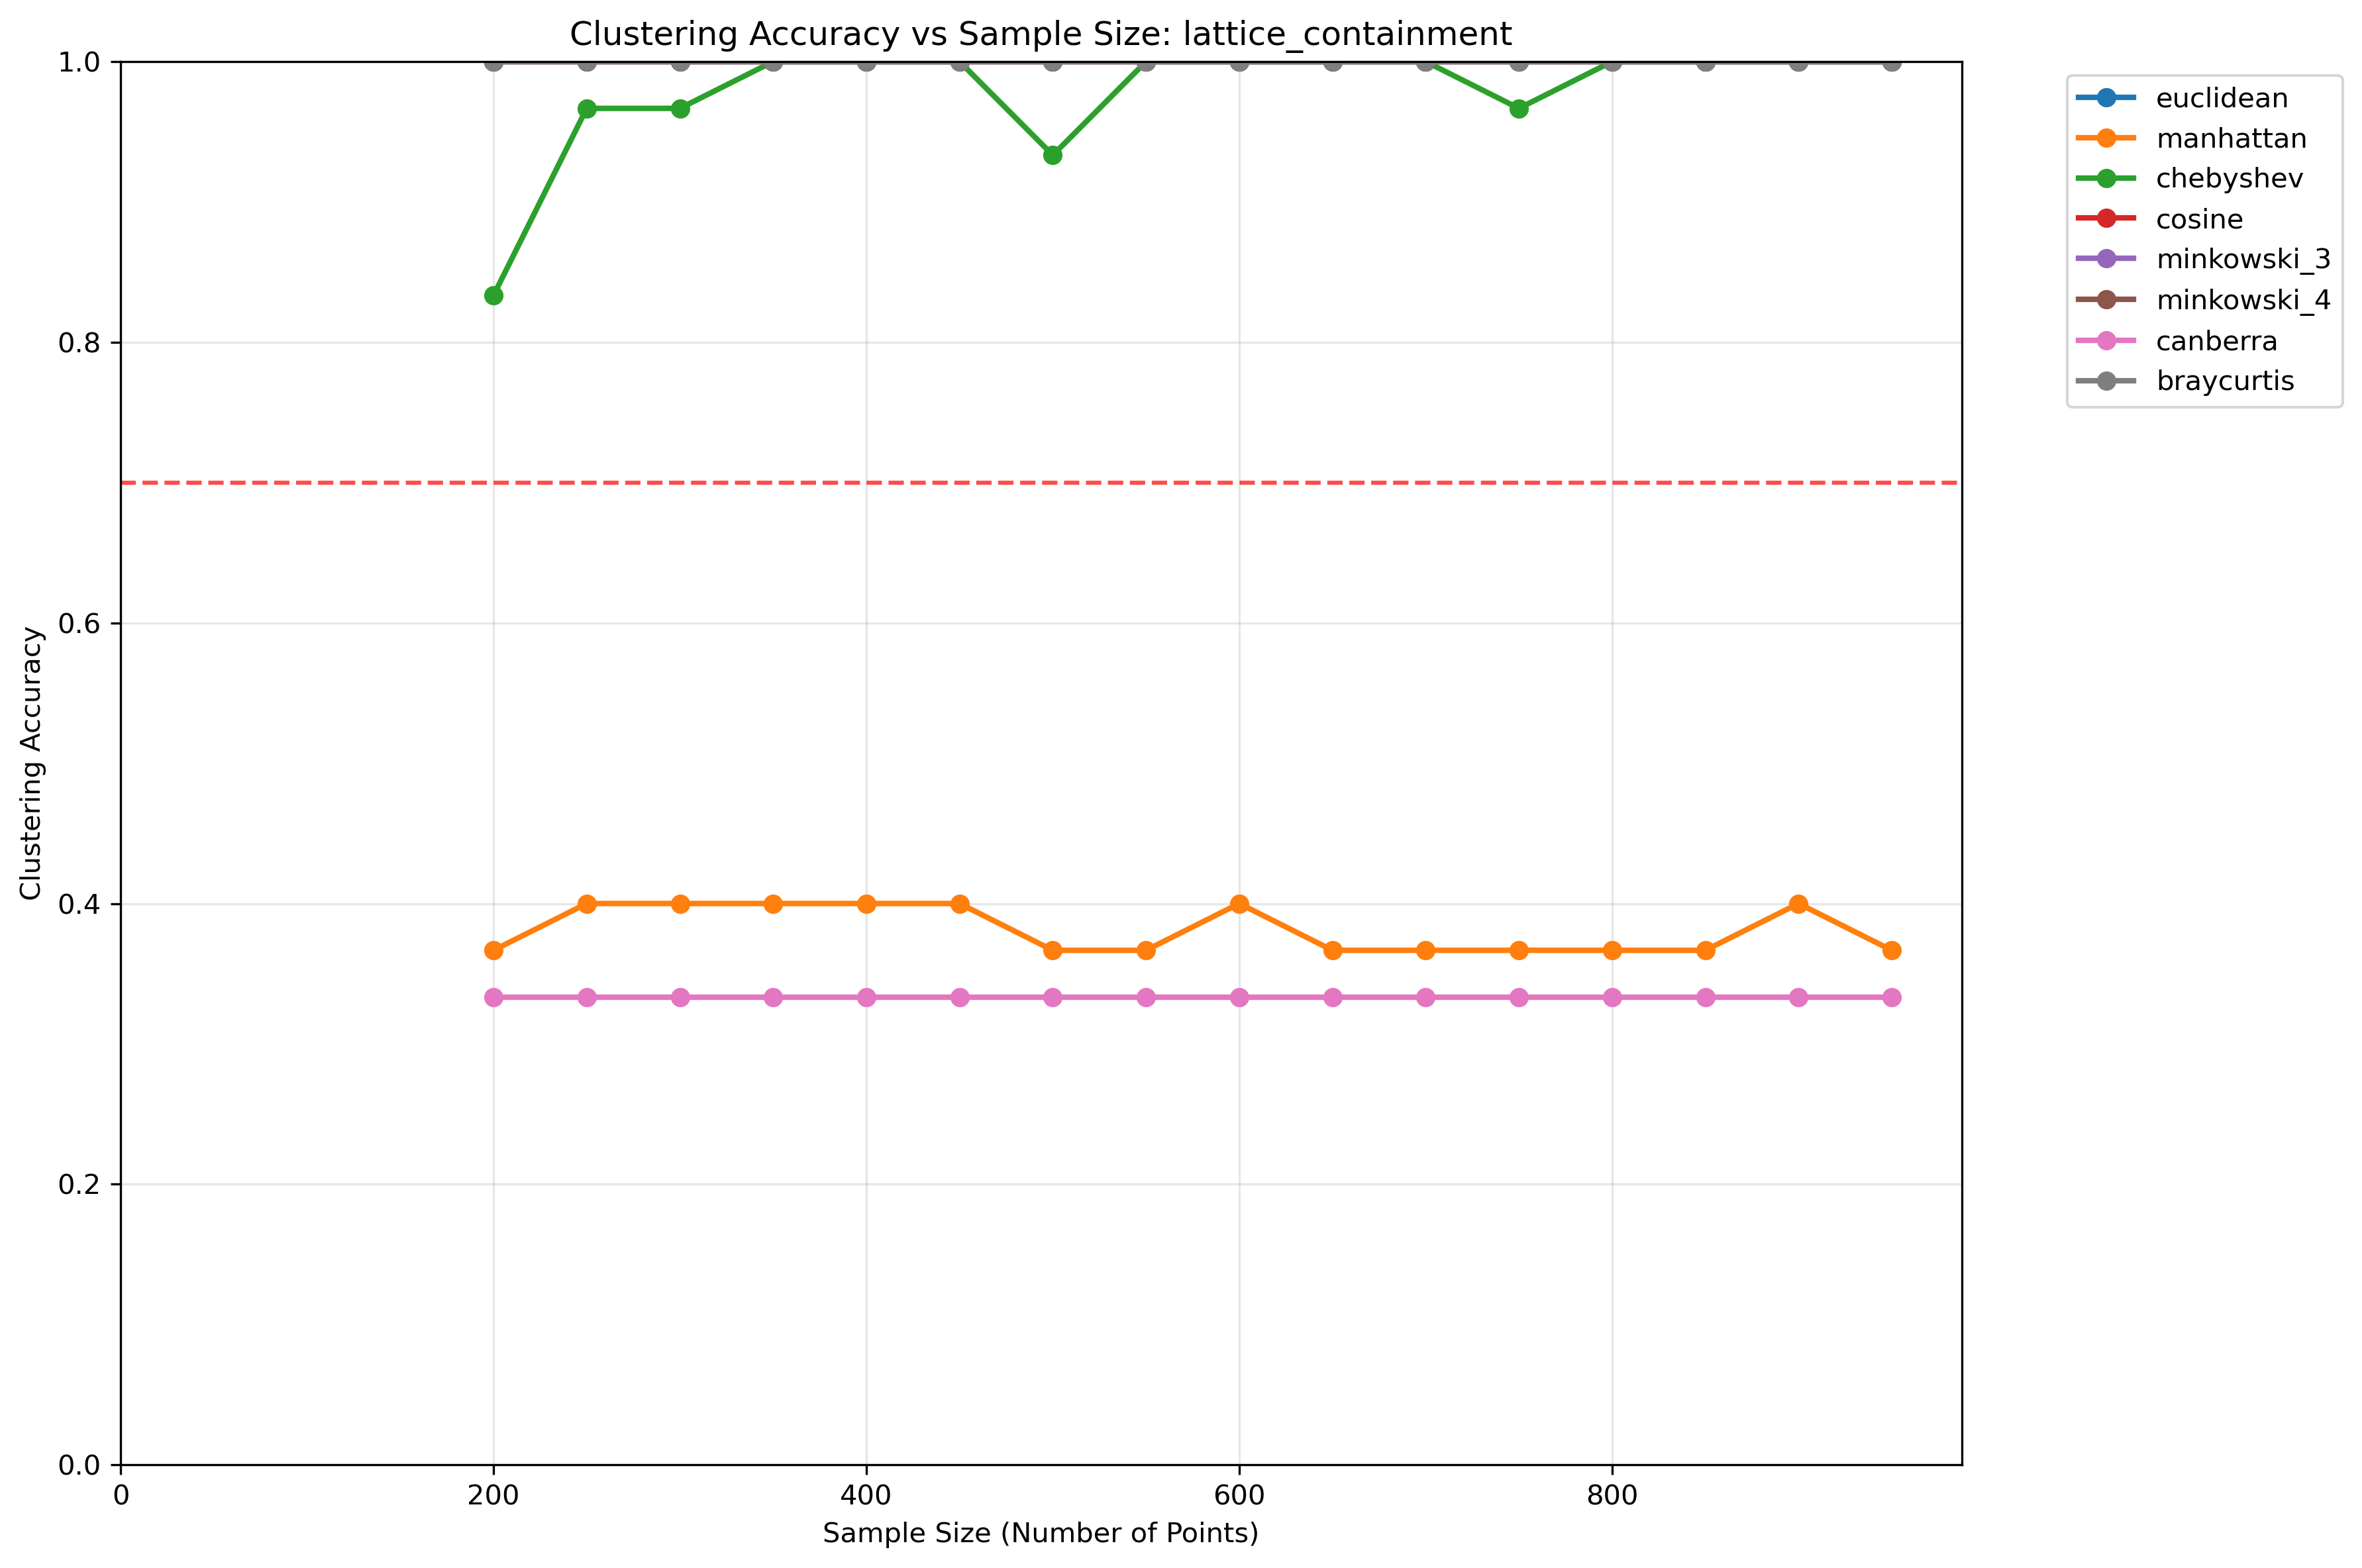 Clustering Accuracy vs Sample Size: lattice_containment
1.0
0.8
0.6
0.4
0.2
0.0
Clustering Accuracy
0
200
400
600
800
Sample Size (Number of Points)
euclidean
manhattan
chebyshev
cosine
minkowski_3
minkowski_4
canberra
braycurtis